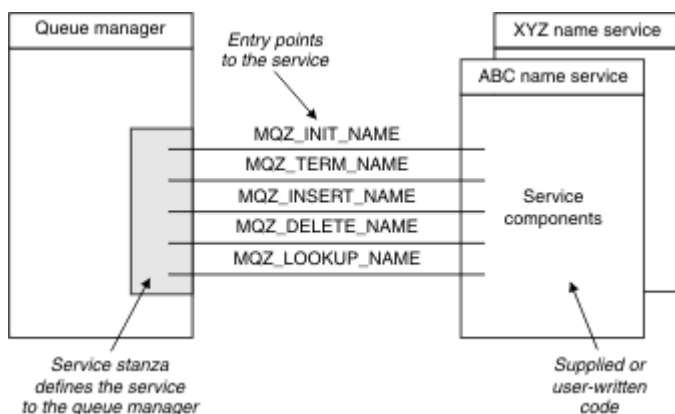 Queue manager
Entry points
to the service
XYZ name service
ABC name service
MQZ_INIT_NAME
MQZ_TERM_NAME
MQZ_INSERT_NAME
MQZ_DELETE_NAME
MQZ_LOOKUP_NAME
Service
components
Service stanza
defines the service
to the queue manager
Supplied or
user-written
code